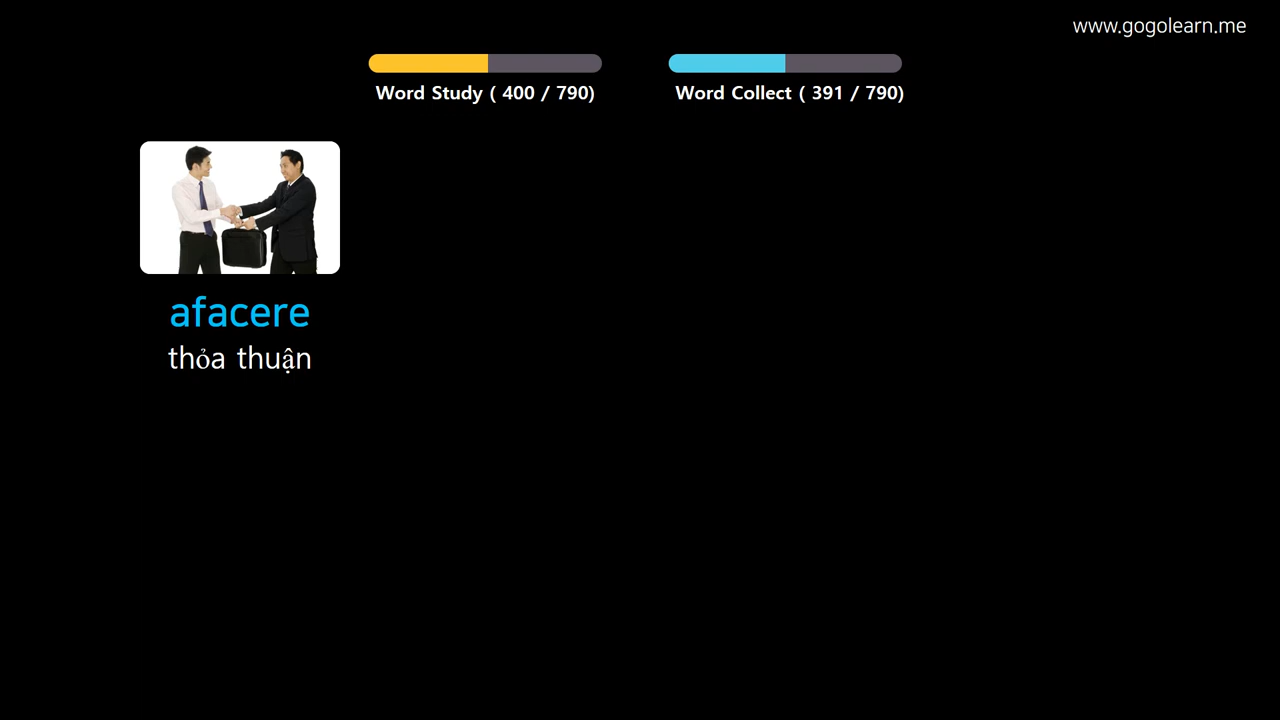 www.gogolearn.me
Word Study ( 400 / 790)
Word Collect ( 391 / 790)
afacere
thỏa thuận